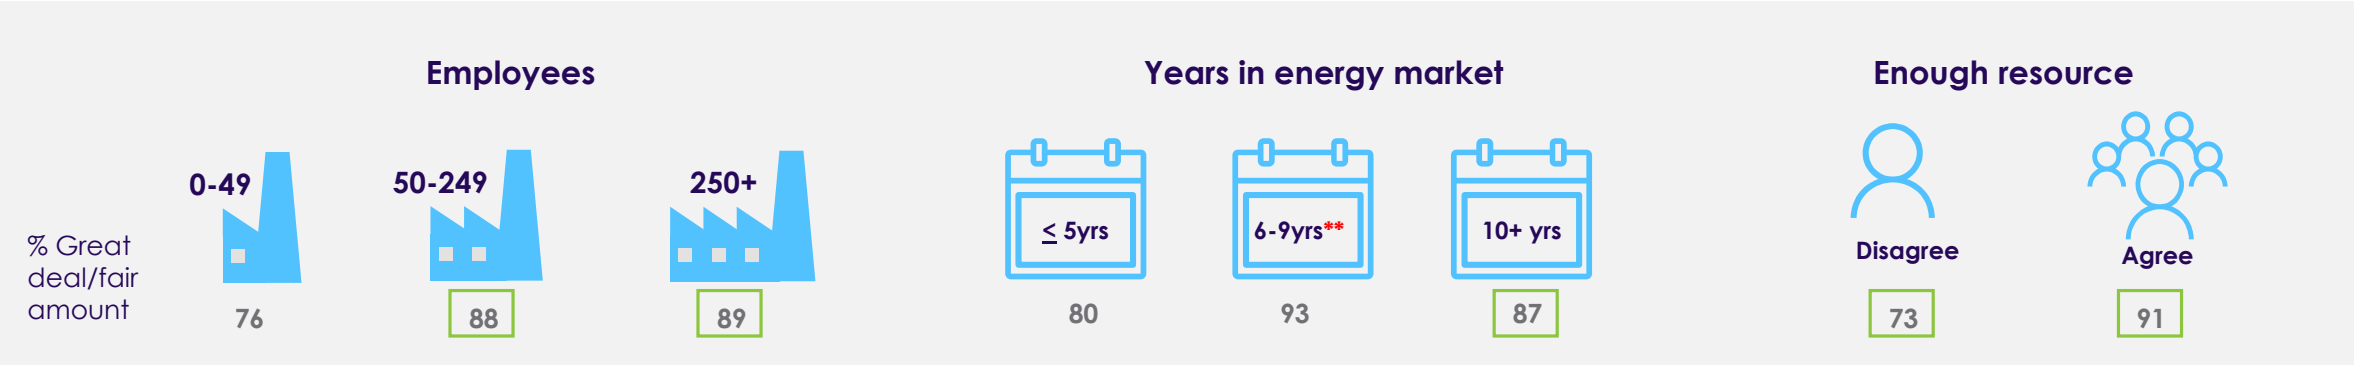 Employees
Years in energy market
Enough resource
0-49
50-249
250+
≤ 5yrs
6-9yrs**
10+ yrs
Disagree
Agree
% Great
deal/fair
amount
76
88
89
80
93
87
73
91